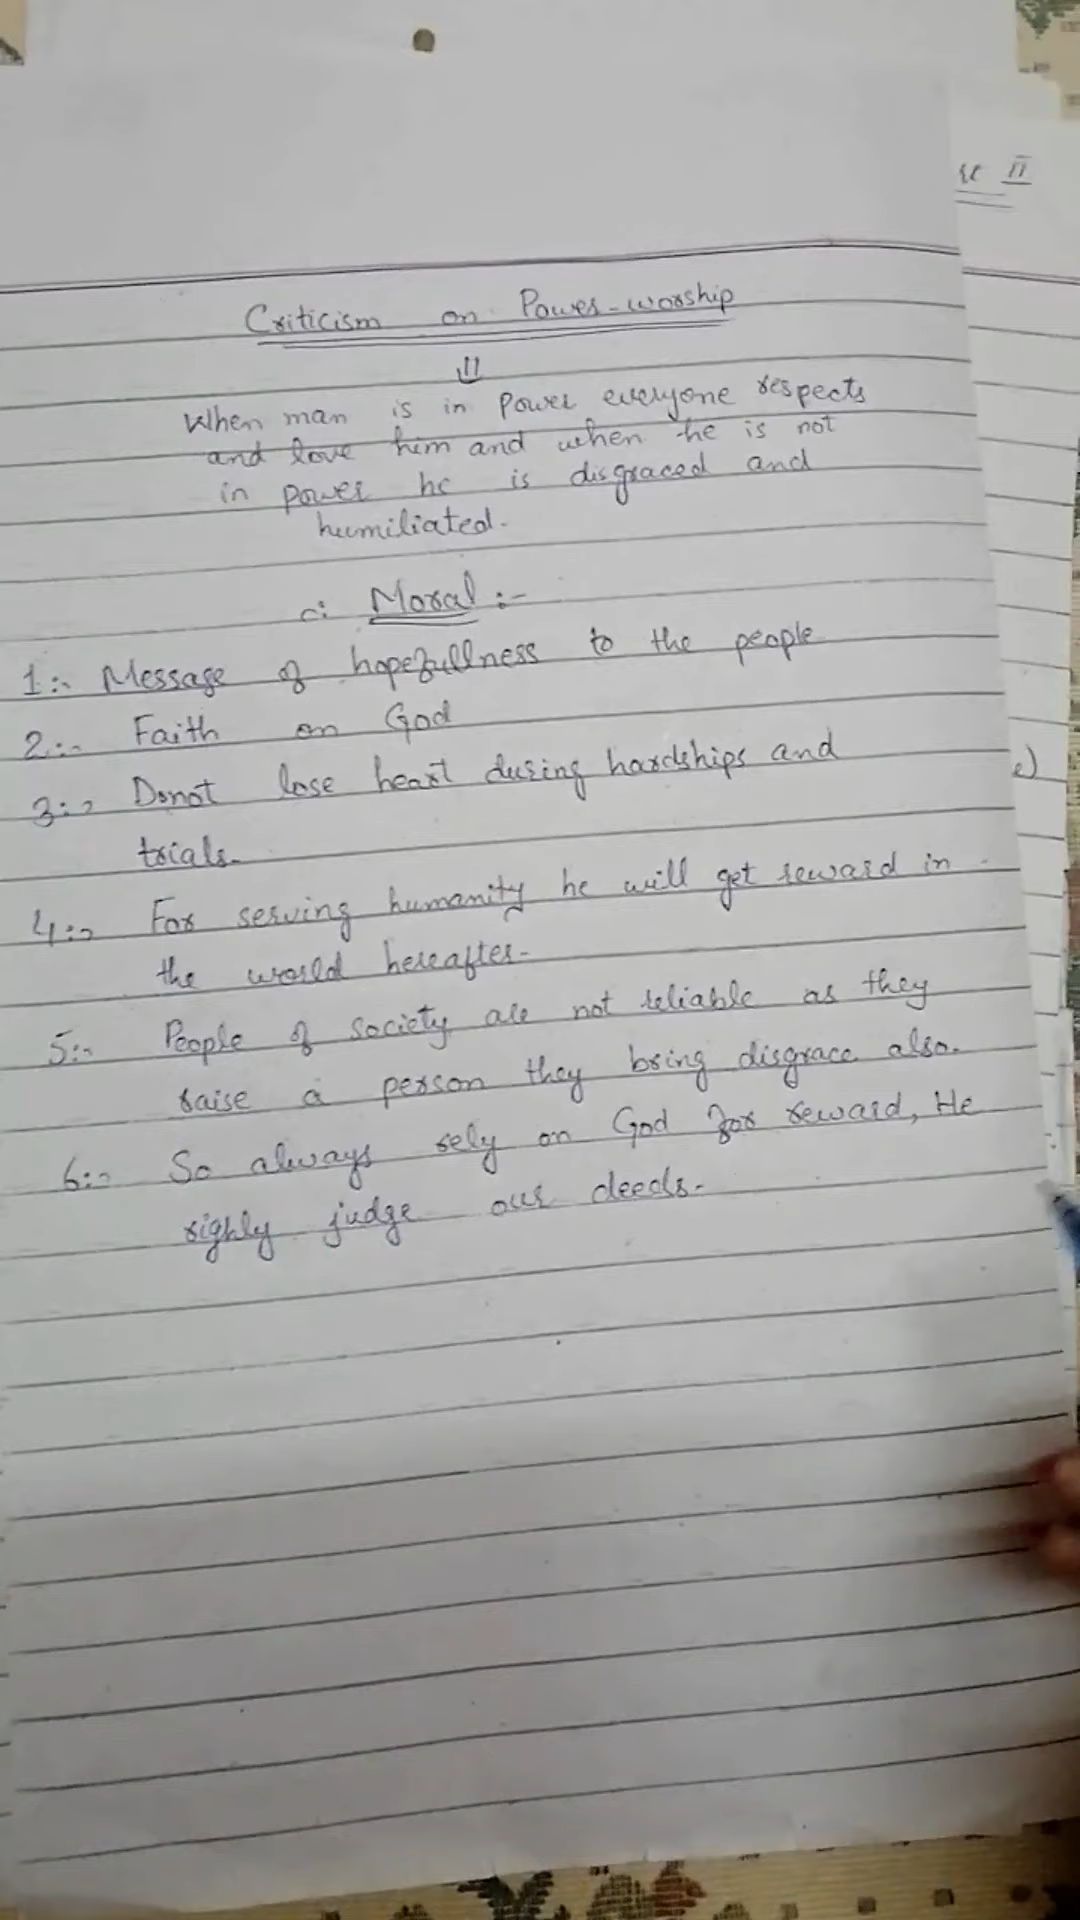 II
Criticism on Power-worship
When man is in power everyone respects
and love him and when he is not
in power he is disgraced and
humiliated.
Moral :-
1:- Message of hopefullness to the people
2:- Faith on God
3:- Donot lose heart during hardships and
trials.
4:- For serving humanity he will get reward in
the world hereafter.
5:- People of society are not reliable as they
raise a person they bring disgrace also.
6:- So always rely on God for reward, He
righly judge our deeds.